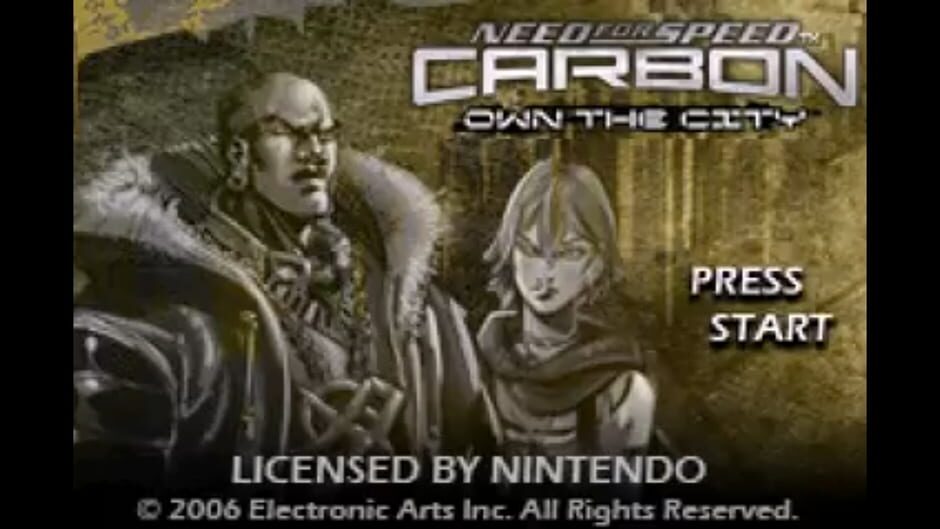 NEED FOR SPEED™
CARBON
OWN THE CITY
PRESS
START
LICENSED BY NINTENDO
© 2006 Electronic Arts Inc. All Rights Reserved.